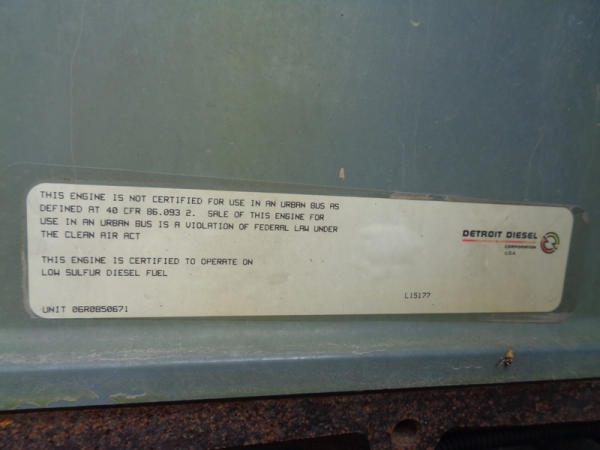 THIS ENGINE IS NOT CERTIFIED FOR USE IN AN URBAN BUS AS
DEFINED AT 40 CFR 86.093 2. SALE OF THIS ENGINE FOR
USE IN AN URBAN BUS IS A VIOLATION OF FEDERAL LAW UNDER
THE CLEAN AIR ACT
THIS ENGINE IS CERTIFIED TO OPERATE ON
LOW SULFUR DIESEL FUEL
UNIT 06R0850671
L15177
DETROIT DIESEL
CORPORATION
USA